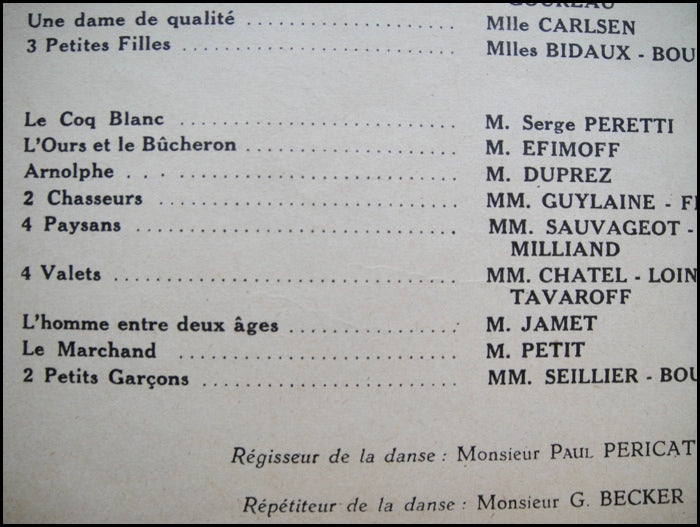 GOUREAU
Une dame de qualité ........................ Mlle CARLSEN
3 Petites Filles ............................ Mlles BIDAUX - BOU
Le Coq Blanc ............................ M. Serge PERETTI
L'Ours et le Bûcheron ...................... M. EFIMOFF
Arnolphe ... ............................ M. DUPREZ
2 Chasseurs ............................ MM. GUYLAINE - F
4 Paysans ................................ MM. SAUVAGEOT -
MILLIAND
4 Valets ................................ MM. CHATEL - LOIN
TAVAROFF
L'homme entre deux âges .................. M. JAMET
Le Marchand ............................ M. PETIT
2 Petits Garçons ........................ MM. SEILLIER - BOU
Régisseur de la danse : Monsieur PAUL PERICAT
Répétiteur de la danse : Monsieur G. BECKER